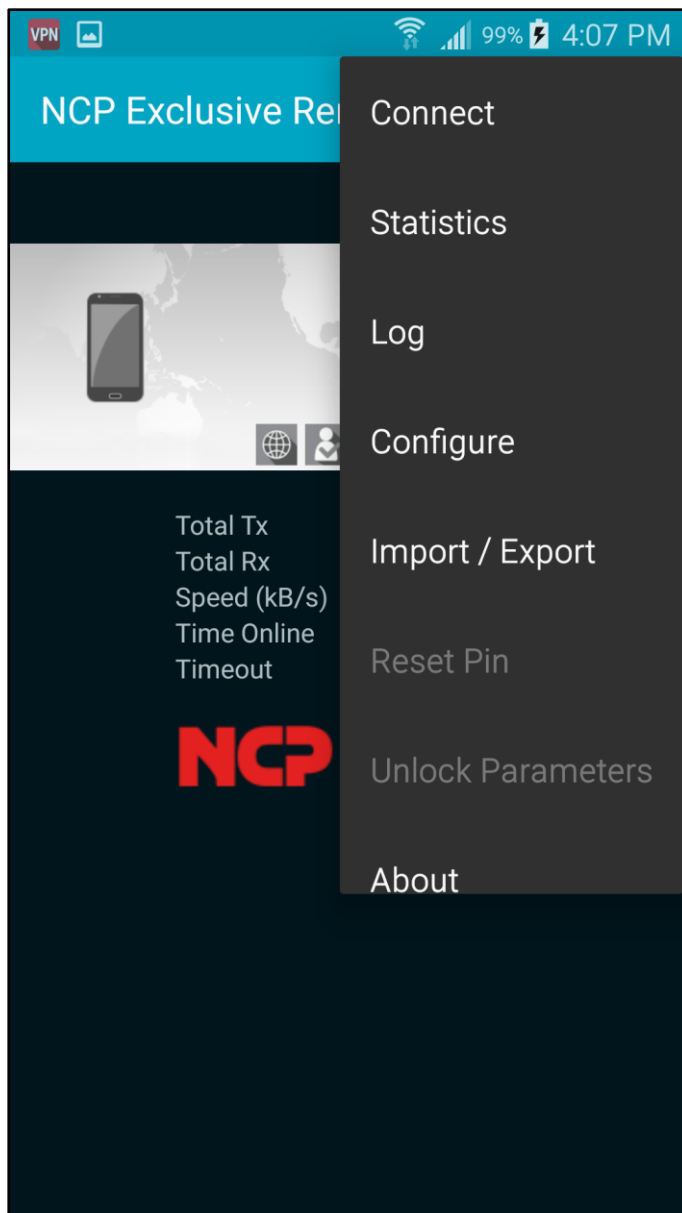 VPN 99% 4:07 PM
NCP Exclusive Re
Connect
Statistics
Log
Configure
Import / Export
Reset Pin
Unlock Parameters
About
Total Tx
Total Rx
Speed (kB/s)
Time Online
Timeout
NCP